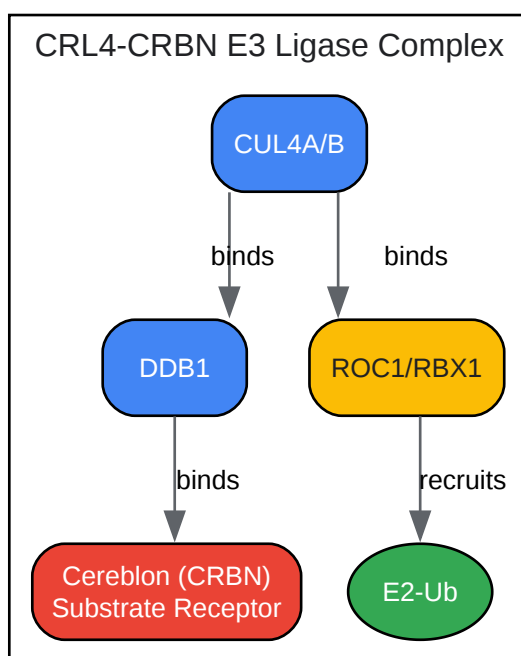 CRL4-CRBN E3 Ligase Complex
CUL4A/B
binds
binds
DDB1
ROC1/RBX1
binds
recruits
Cereblon (CRBN)
Substrate Receptor
E2-Ub